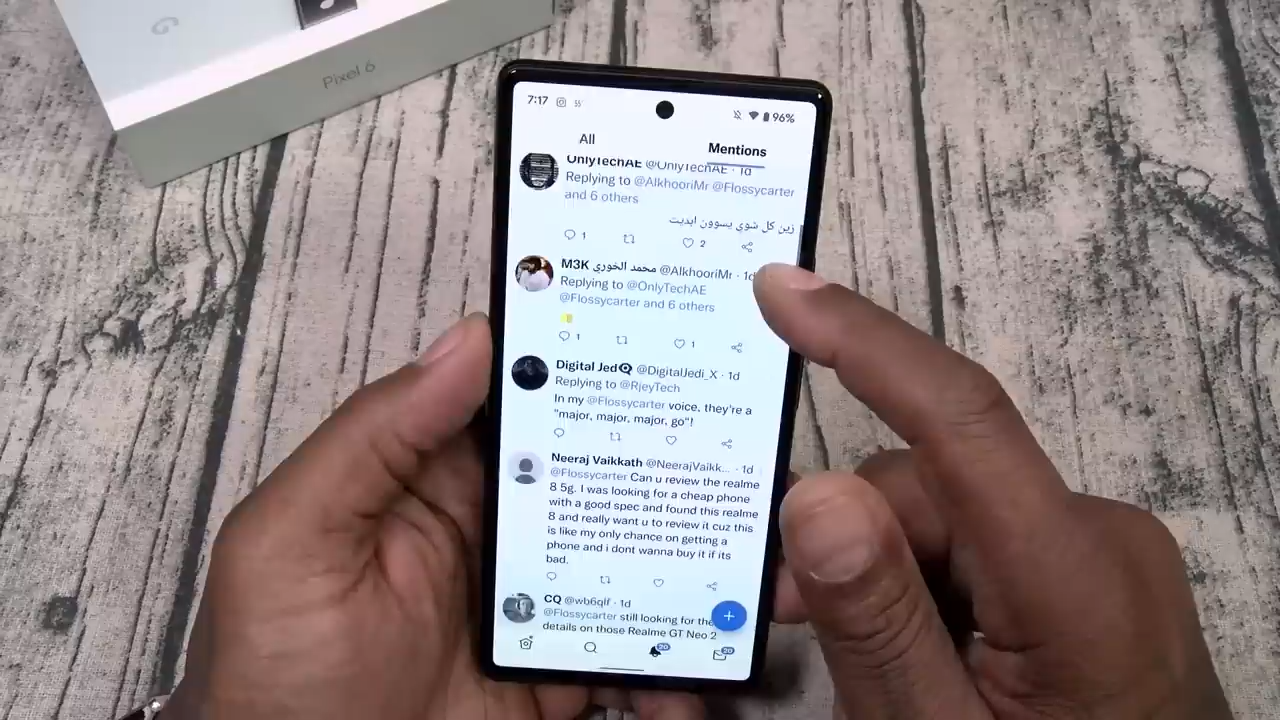 Pixel 6
7:17
96%
All
Mentions
OnlyTechAE @OnlyTechAE · 1d
Replying to @AlkhooriMr @Flossycarter
and 6 others
زين كل شوي يسوون ابديت
1
2
M3K محمد الخوري @AlkhooriMr · 1d
Replying to @OnlyTechAE
@Flossycarter and 6 others
1
1
Digital Jed @DigitalJedi_X · 1d
Replying to @RjeyTech
In my @Flossycarter voice, they're a
"major, major, major, go"!
Neeraj Vaikkath @NeerajVaikk... · 1d
@Flossycarter Can u review the realme
8 5g. I was looking for a cheap phone
with a good spec and found this realme
8 and really want u to review it cuz this
is like my only chance on getting a
phone and i dont wanna buy it if its
bad.
CQ @wb6qlf · 1d
@Flossycarter still looking for the
details on those Realme GT Neo 2
20
20